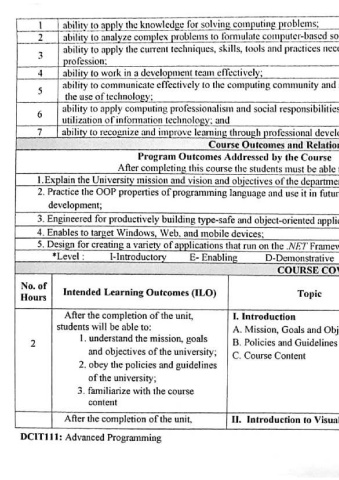 1 ability to apply the knowledge for solving computing problems;
2 ability to analyze complex problems to formulate computer-based so
3 ability to apply the current techniques, skills, tools and practices nec
profession;
4 ability to work in a development team effectively;
5 ability to communicate effectively to the computing community and
the use of technology;
6 ability to apply computing professionalism and social responsibilities
utilization of information technology; and
7 ability to recognize and improve learning through professional devel
Course Outcomes and Relation
Program Outcomes Addressed by the Course
After completing this course the students must be able
1.Explain the University mission and vision and objectives of the departme
2. Practice the OOP properties of programming language and use it in futur
development;
3. Engineered for productively building type-safe and object-oriented applic
4. Enables to target Windows, Web, and mobile devices;
5. Design for creating a variety of applications that run on the .NET Framew
*Level : I-Introductory E- Enabling D-Demonstrative
COURSE COV
No. of Hours Intended Learning Outcomes (ILO) Topic
After the completion of the unit,
students will be able to:
2
1. understand the mission, goals
and objectives of the university;
2. obey the policies and guidelines
of the university;
3. familiarize with the course
content
I. Introduction
A. Mission, Goals and Obj
B. Policies and Guidelines
C. Course Content
After the completion of the unit, II. Introduction to Visual
DCIT111: Advanced Programming